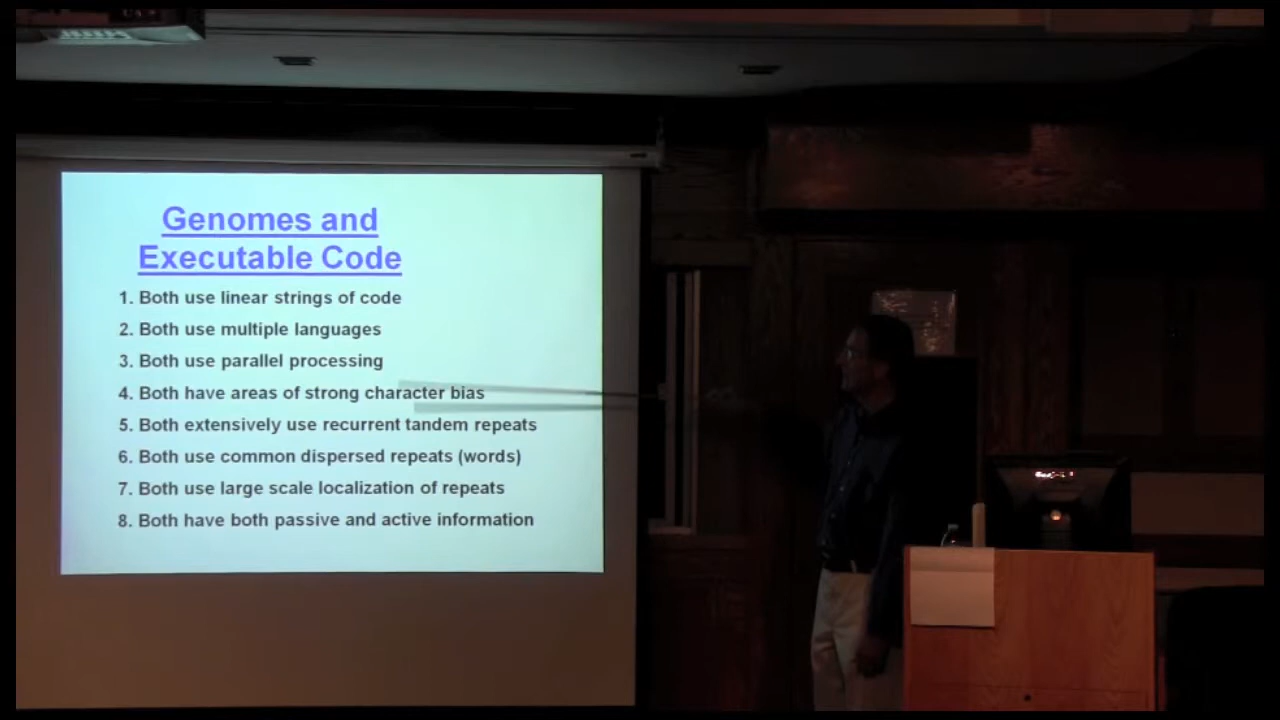 Genomes and
Executable Code
1. Both use linear strings of code
2. Both use multiple languages
3. Both use parallel processing
4. Both have areas of strong character bias
5. Both extensively use recurrent tandem repeats
6. Both use common dispersed repeats (words)
7. Both use large scale localization of repeats
8. Both have both passive and active information